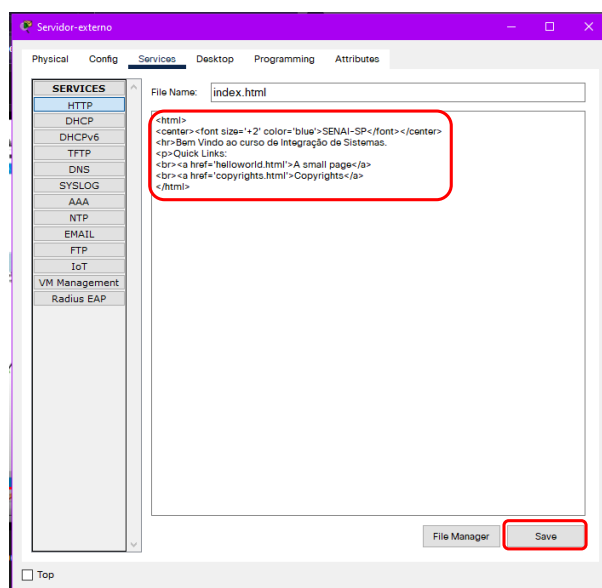 Servidor-externo
Physical Config Services Desktop Programming Attributes
SERVICES
HTTP
DHCP
DHCPv6
TFTP
DNS
SYSLOG
AAA
NTP
EMAIL
FTP
IoT
VM Management
Radius EAP
File Name: index.html
<html>
<center><font size='+2' color='blue'>SENAI-SP</font></center>
<hr>Bem Vindo ao curso de Integração de Sistemas.
<p>Quick Links:
<br><a href='helloworld.html'>A small page</a>
<br><a href='copyrights.html'>Copyrights</a>
</html>
File Manager Save
Top